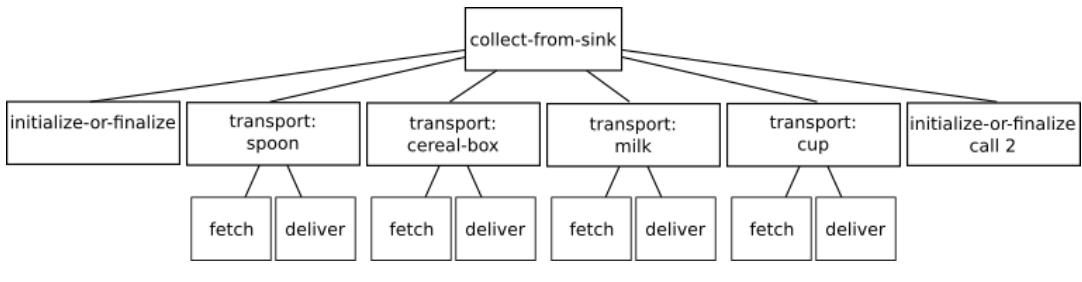 collect-from-sink
initialize-or-finalize
transport:
spoon
transport:
cereal-box
transport:
milk
transport:
cup
initialize-or-finalize
call 2
fetch
deliver
fetch
deliver
fetch
deliver
fetch
deliver